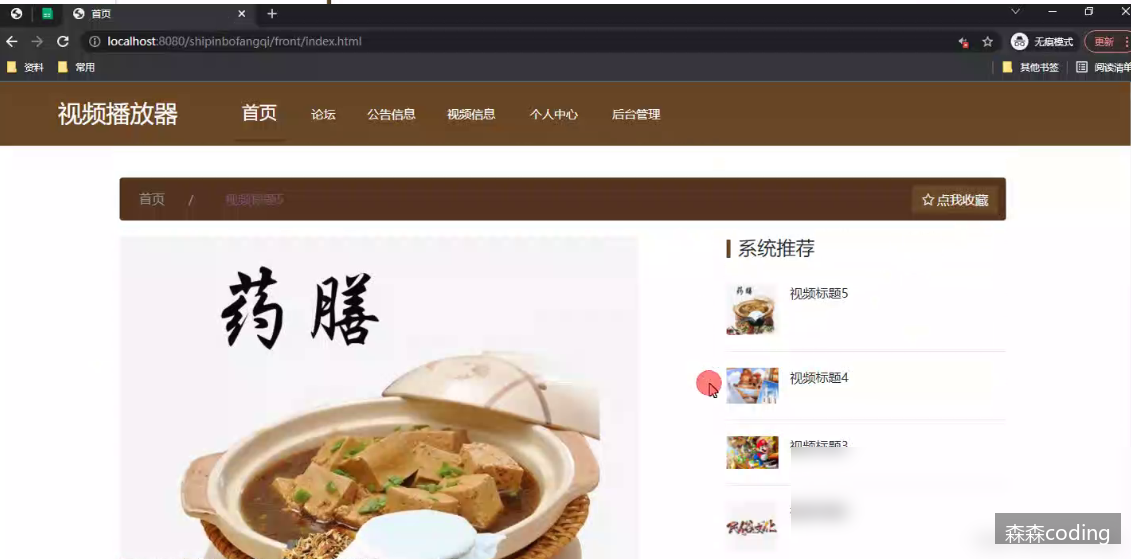 首页
localhost:8080/shipinbofangqi/front/index.html
无痕模式
更新
资料
常用
其他书签
阅读清单
视频播放器
首页
论坛
公告信息
视频信息
个人中心
后台管理
首页 / 视频标题5
☆ 点我收藏
药膳
系统推荐
药膳
视频标题5
视频标题4
视频标题3
森森coding